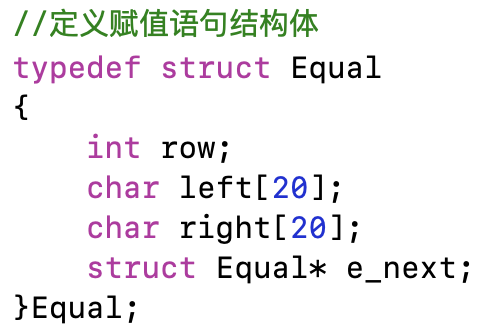 //定义赋值语句结构体
typedef struct Equal
{
    int row;
    char left[20];
    char right[20];
    struct Equal* e_next;
}Equal;